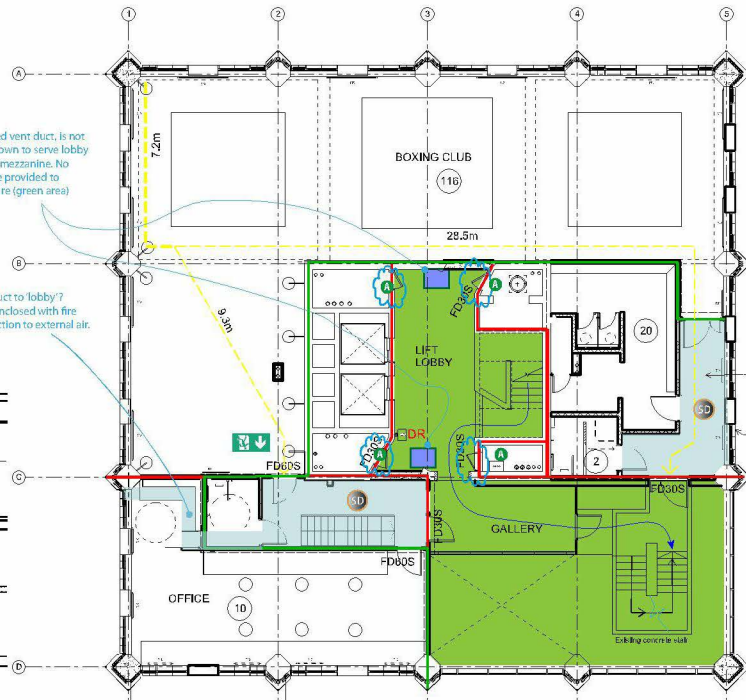 1
2
3
4
5
A
7.2m
ed vent duct, is not
own to serve lobby
mezzanine. No
e provided to
re (green area)
BOXING CLUB
116
28.5m
B
A
A
FD30S
uct to 'lobby'?
nclosed with fire
ction to external air.
9.3m
20
LIFT
LOBBY
SD
DR
FD30S
A
FD30S
A
2
FD60S
C
FD30S
SD
FD30S
GALLERY
FD60S
OFFICE
10
Existing concrete stair
D